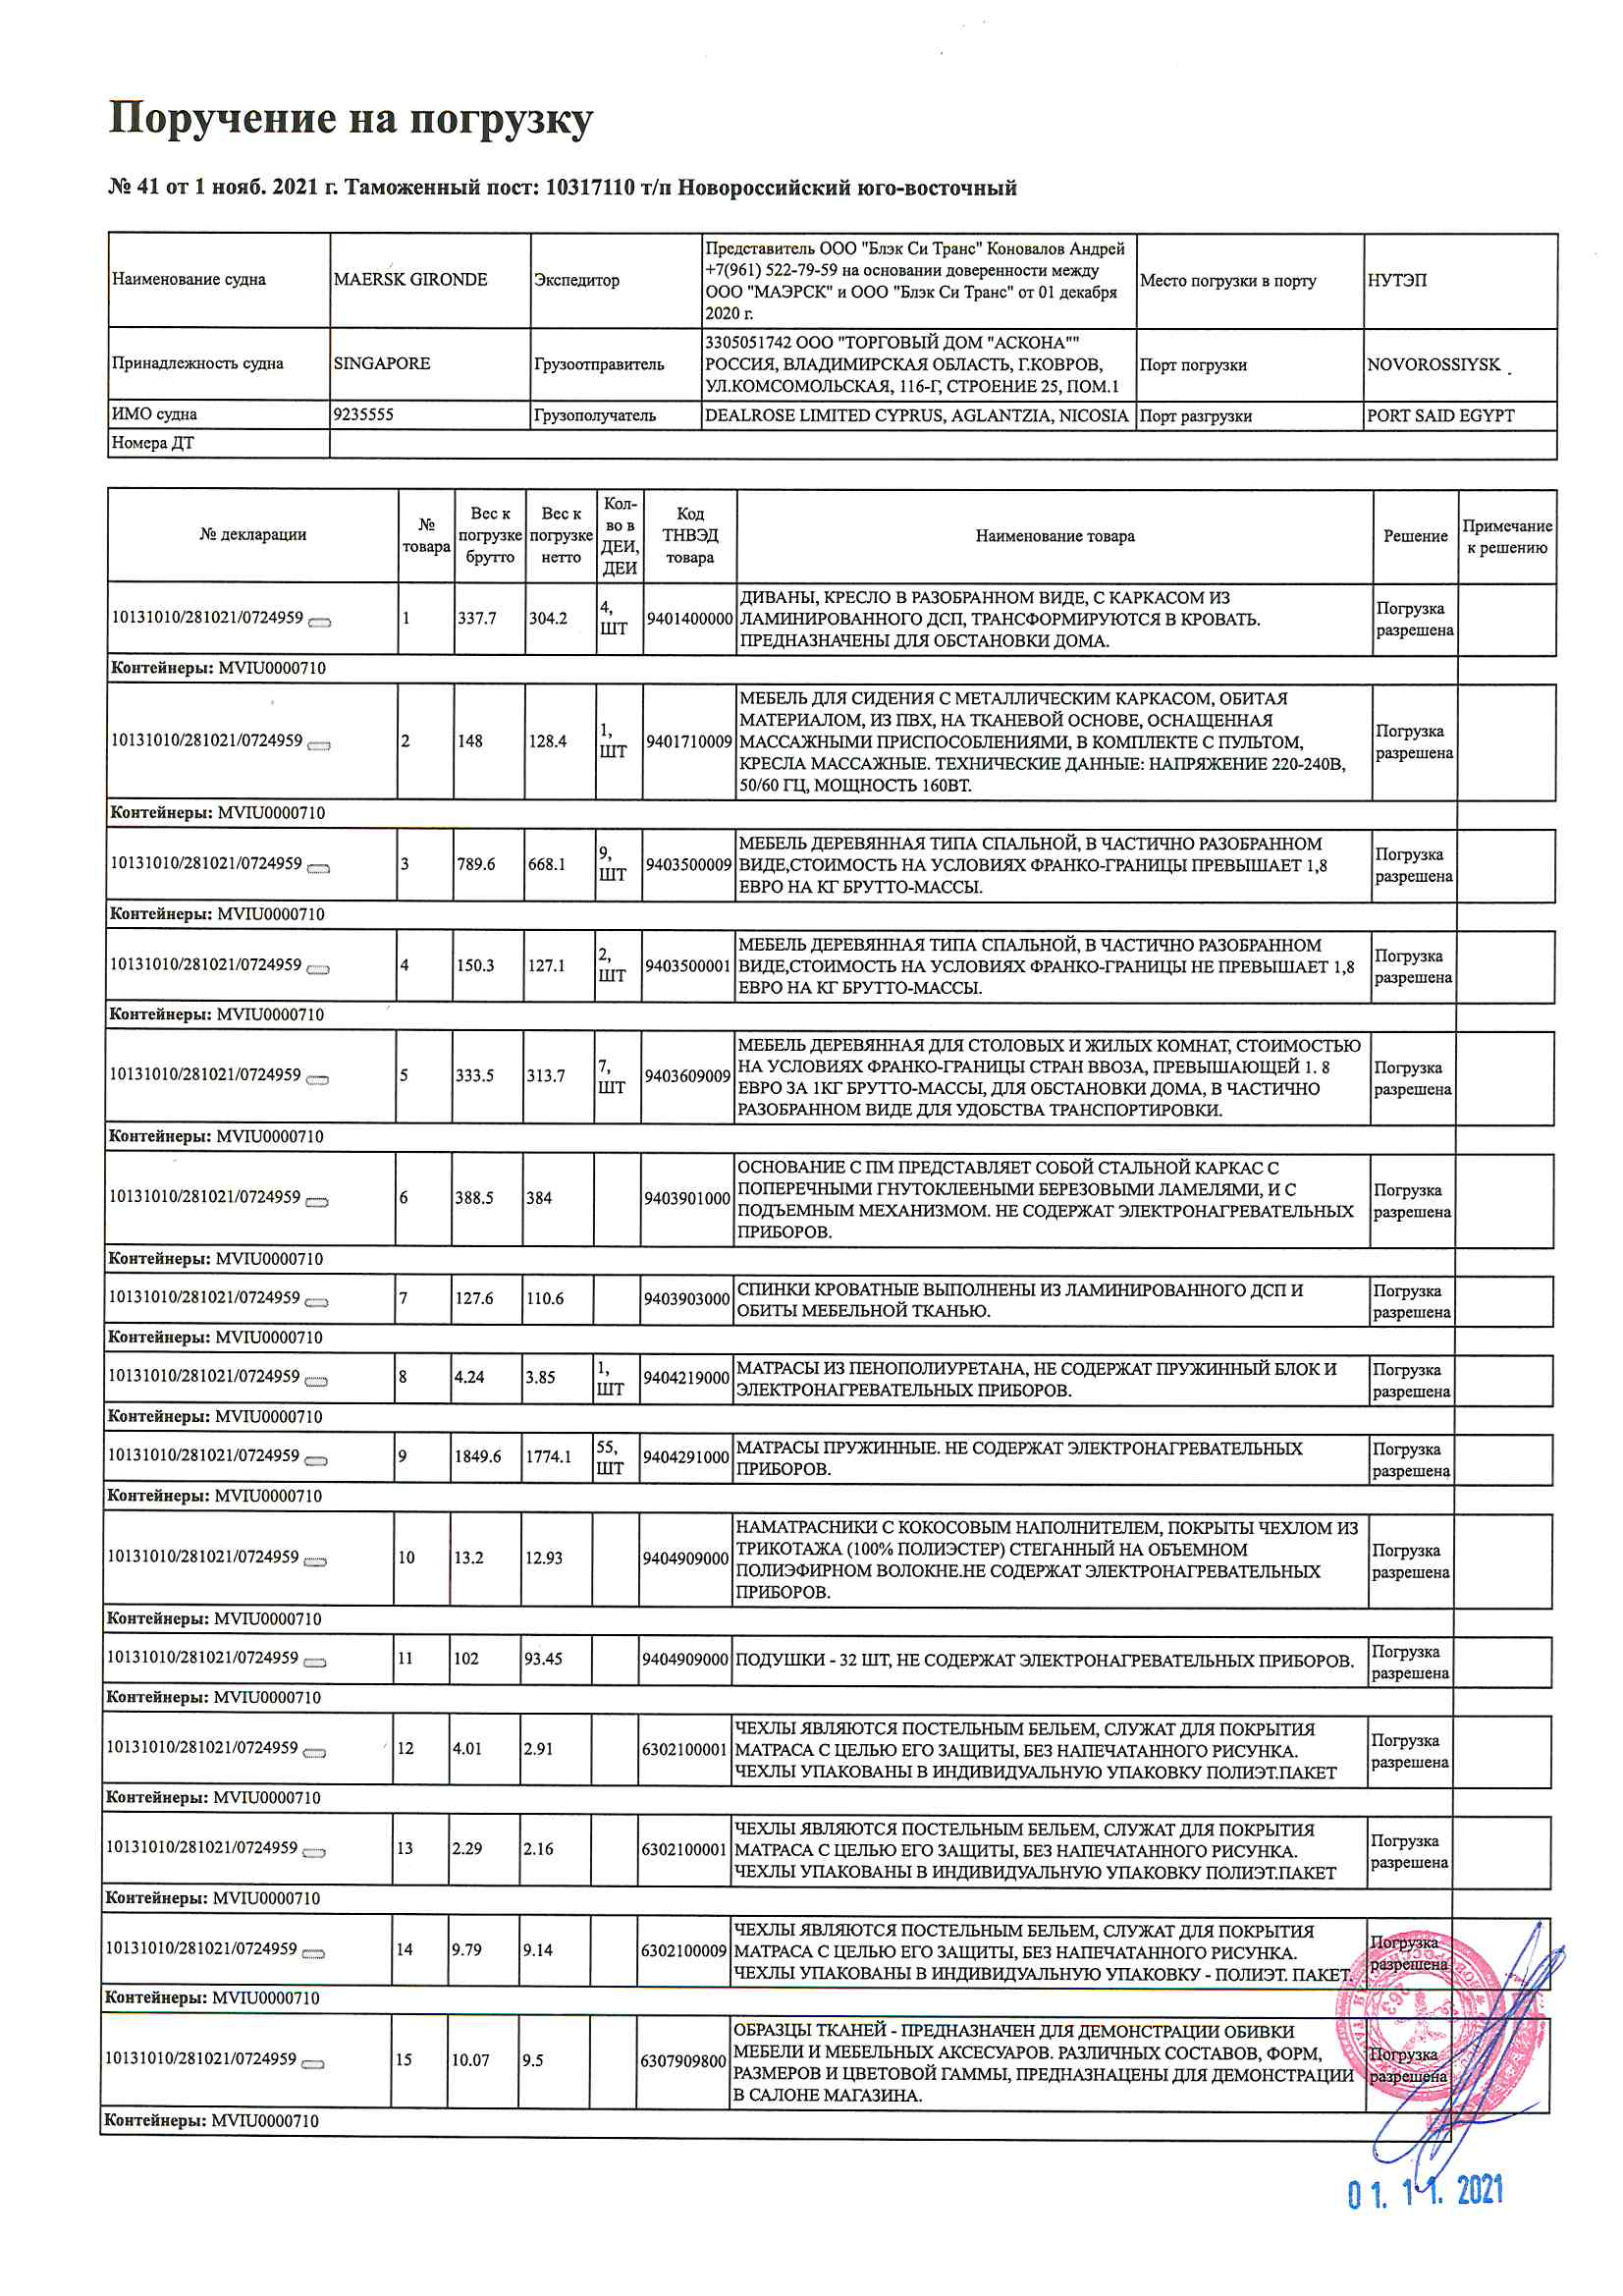 Поручение на погрузку
№ 41 от 1 нояб. 2021 г. Таможенный пост: 10317110 т/п Новороссийский юго-восточный
Наименование судна
MAERSK GIRONDE
Экспедитор
Представитель ООО "Блэк Си Транс" Коновалов Андрей
+7(961) 522-79-59 на основании доверенности между
ООО "МАЭРСК" и ООО "Блэк Си Транс" от 01 декабря
2020 г.
Место погрузки в порту
НУТЭП
Принадлежность судна
SINGAPORE
Грузоотправитель
3305051742 ООО "ТОРГОВЫЙ ДОМ "АСКОНА""
РОССИЯ, ВЛАДИМИРСКАЯ ОБЛАСТЬ, Г.КОВРОВ,
УЛ.КОМСОМОЛЬСКАЯ, 116-Г, СТРОЕНИЕ 25, ПОМ.1
Порт погрузки
NOVOROSSIYSK
ИМО судна
9235555
Грузополучатель
DEALROSE LIMITED CYPRUS, AGLANTZIA, NICOSIA
Порт разгрузки
PORT SAID EGYPT
Номера ДТ
№ декларации
№
товара
Вес к
погрузке
брутто
Вес к
погрузке
нетто
Кол-
во в
ДЕИ,
ДЕИ
Код
ТНВЭД
товара
Наименование товара
Решение
Примечание
к решению
10131010/281021/0724959
1
337.7
304.2
4,
ШТ
9401400000
ДИВАНЫ, КРЕСЛО В РАЗОБРАННОМ ВИДЕ, С КАРКАСОМ ИЗ
ЛАМИНИРОВАННОГО ДСП, ТРАНСФОРМИРУЮТСЯ В КРОВАТЬ.
ПРЕДНАЗНАЧЕНЫ ДЛЯ ОБСТАНОВКИ ДОМА.
Погрузка
разрешена
Контейнеры: MVIU0000710
10131010/281021/0724959
2
148
128.4
1,
ШТ
9401710009
МЕБЕЛЬ ДЛЯ СИДЕНИЯ С МЕТАЛЛИЧЕСКИМ КАРКАСОМ, ОБИТАЯ
МАТЕРИАЛОМ, ИЗ ПВХ, НА ТКАНЕВОЙ ОСНОВЕ, ОСНАЩЕННАЯ
МАССАЖНЫМИ ПРИСПОСОБЛЕНИЯМИ, В КОМПЛЕКТЕ С ПУЛЬТОМ,
КРЕСЛА МАССАЖНЫЕ. ТЕХНИЧЕСКИЕ ДАННЫЕ: НАПРЯЖЕНИЕ 220-240В,
50/60 ГЦ, МОЩНОСТЬ 160ВТ.
Погрузка
разрешена
Контейнеры: MVIU0000710
10131010/281021/0724959
3
789.6
668.1
9,
ШТ
9403500009
МЕБЕЛЬ ДЕРЕВЯННАЯ ТИПА СПАЛЬНОЙ, В ЧАСТИЧНО РАЗОБРАННОМ
ВИДЕ,СТОИМОСТЬ НА УСЛОВИЯХ ФРАНКО-ГРАНИЦЫ ПРЕВЫШАЕТ 1,8
ЕВРО НА КГ БРУТТО-МАССЫ.
Погрузка
разрешена
Контейнеры: MVIU0000710
10131010/281021/0724959
4
150.3
127.1
2,
ШТ
9403500001
МЕБЕЛЬ ДЕРЕВЯННАЯ ТИПА СПАЛЬНОЙ, В ЧАСТИЧНО РАЗОБРАННОМ
ВИДЕ,СТОИМОСТЬ НА УСЛОВИЯХ ФРАНКО-ГРАНИЦЫ НЕ ПРЕВЫШАЕТ 1,8
ЕВРО НА КГ БРУТТО-МАССЫ.
Погрузка
разрешена
Контейнеры: MVIU0000710
10131010/281021/0724959
5
333.5
313.7
7,
ШТ
9403609009
МЕБЕЛЬ ДЕРЕВЯННАЯ ДЛЯ СТОЛОВЫХ И ЖИЛЫХ КОМНАТ, СТОИМОСТЬЮ
НА УСЛОВИЯХ ФРАНКО-ГРАНИЦЫ СТРАН ВВОЗА, ПРЕВЫШАЮЩЕЙ 1. 8
ЕВРО ЗА 1КГ БРУТТО-МАССЫ, ДЛЯ ОБСТАНОВКИ ДОМА, В ЧАСТИЧНО
РАЗОБРАННОМ ВИДЕ ДЛЯ УДОБСТВА ТРАНСПОРТИРОВКИ.
Погрузка
разрешена
Контейнеры: MVIU0000710
10131010/281021/0724959
6
388.5
384
9403901000
ОСНОВАНИЕ С ПМ ПРЕДСТАВЛЯЕТ СОБОЙ СТАЛЬНОЙ КАРКАС С
ПОПЕРЕЧНЫМИ ГНУТОКЛЕЕНЫМИ БЕРЕЗОВЫМИ ЛАМЕЛЯМИ, И С
ПОДЪЕМНЫМ МЕХАНИЗМОМ. НЕ СОДЕРЖАТ ЭЛЕКТРОНАГРЕВАТЕЛЬНЫХ
ПРИБОРОВ.
Погрузка
разрешена
Контейнеры: MVIU0000710
10131010/281021/0724959
7
127.6
110.6
9403903000
СПИНКИ КРОВАТНЫЕ ВЫПОЛНЕНЫ ИЗ ЛАМИНИРОВАННОГО ДСП И
ОБИТЫ МЕБЕЛЬНОЙ ТКАНЬЮ.
Погрузка
разрешена
Контейнеры: MVIU0000710
10131010/281021/0724959
8
4.24
3.85
1,
ШТ
9404219000
МАТРАСЫ ИЗ ПЕНОПОЛИУРЕТАНА, НЕ СОДЕРЖАТ ПРУЖИННЫЙ БЛОК И
ЭЛЕКТРОНАГРЕВАТЕЛЬНЫХ ПРИБОРОВ.
Погрузка
разрешена
Контейнеры: MVIU0000710
10131010/281021/0724959
9
1849.6
1774.1
55,
ШТ
9404291000
МАТРАСЫ ПРУЖИННЫЕ. НЕ СОДЕРЖАТ ЭЛЕКТРОНАГРЕВАТЕЛЬНЫХ
ПРИБОРОВ.
Погрузка
разрешена
Контейнеры: MVIU0000710
10131010/281021/0724959
10
13.2
12.93
9404909000
НАМАТРАСНИКИ С КОКОСОВЫМ НАПОЛНИТЕЛЕМ, ПОКРЫТЫ ЧЕХЛОМ ИЗ
ТРИКОТАЖА (100% ПОЛИЭСТЕР) СТЕГАННЫЙ НА ОБЪЕМНОМ
ПОЛИЭФИРНОМ ВОЛОКНЕ.НЕ СОДЕРЖАТ ЭЛЕКТРОНАГРЕВАТЕЛЬНЫХ
ПРИБОРОВ.
Погрузка
разрешена
Контейнеры: MVIU0000710
10131010/281021/0724959
11
102
93.45
9404909000
ПОДУШКИ - 32 ШТ, НЕ СОДЕРЖАТ ЭЛЕКТРОНАГРЕВАТЕЛЬНЫХ ПРИБОРОВ.
Погрузка
разрешена
Контейнеры: MVIU0000710
10131010/281021/0724959
12
4.01
2.91
6302100001
ЧЕХЛЫ ЯВЛЯЮТСЯ ПОСТЕЛЬНЫМ БЕЛЬЕМ, СЛУЖАТ ДЛЯ ПОКРЫТИЯ
МАТРАСА С ЦЕЛЬЮ ЕГО ЗАЩИТЫ, БЕЗ НАПЕЧАТАННОГО РИСУНКА.
ЧЕХЛЫ УПАКОВАНЫ В ИНДИВИДУАЛЬНУЮ УПАКОВКУ ПОЛИЭТ.ПАКЕТ
Погрузка
разрешена
Контейнеры: MVIU0000710
10131010/281021/0724959
13
2.29
2.16
6302100001
ЧЕХЛЫ ЯВЛЯЮТСЯ ПОСТЕЛЬНЫМ БЕЛЬЕМ, СЛУЖАТ ДЛЯ ПОКРЫТИЯ
МАТРАСА С ЦЕЛЬЮ ЕГО ЗАЩИТЫ, БЕЗ НАПЕЧАТАННОГО РИСУНКА.
ЧЕХЛЫ УПАКОВАНЫ В ИНДИВИДУАЛЬНУЮ УПАКОВКУ ПОЛИЭТ.ПАКЕТ
Погрузка
разрешена
Контейнеры: MVIU0000710
10131010/281021/0724959
14
9.79
9.14
6302100009
ЧЕХЛЫ ЯВЛЯЮТСЯ ПОСТЕЛЬНЫМ БЕЛЬЕМ, СЛУЖАТ ДЛЯ ПОКРЫТИЯ
МАТРАСА С ЦЕЛЬЮ ЕГО ЗАЩИТЫ, БЕЗ НАПЕЧАТАННОГО РИСУНКА.
ЧЕХЛЫ УПАКОВАНЫ В ИНДИВИДУАЛЬНУЮ УПАКОВКУ - ПОЛИЭТ. ПАКЕТ.
Погрузка
разрешена
Контейнеры: MVIU0000710
10131010/281021/0724959
15
10.07
9.5
6307909800
ОБРАЗЦЫ ТКАНЕЙ - ПРЕДНАЗНАЧЕН ДЛЯ ДЕМОНСТРАЦИИ ОБИВКИ
МЕБЕЛИ И МЕБЕЛЬНЫХ АКСЕСУАРОВ. РАЗЛИЧНЫХ СОСТАВОВ, ФОРМ,
РАЗМЕРОВ И ЦВЕТОВОЙ ГАММЫ, ПРЕДНАЗНАЦЕНЫ ДЛЯ ДЕМОНСТРАЦИИ
В САЛОНЕ МАГАЗИНА.
Погрузка
разрешена
Контейнеры: MVIU0000710
01.11.2021